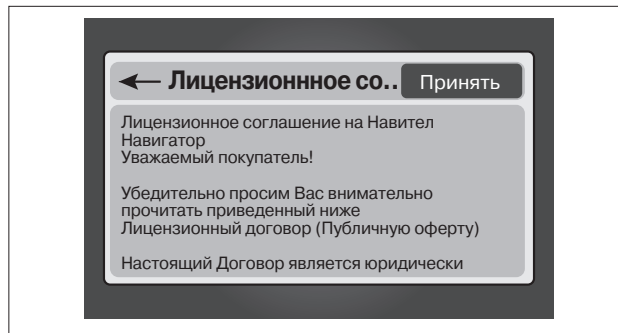 Лицензионнное со..
Принять
Лицензионное соглашение на Навител
Навигатор
Уважаемый покупатель!
Убедительно просим Вас внимательно
прочитать приведенный ниже
Лицензионный договор (Публичную оферту)
Настоящий Договор является юридически